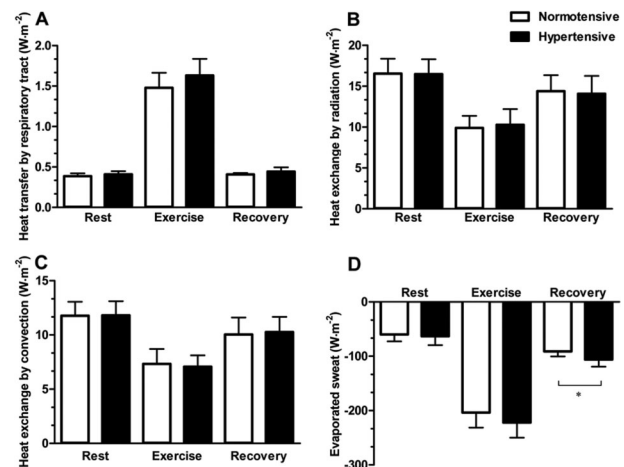 A
B
Normotensive
Hypertensive
Heat transfer by respiratory tract (W·m-2)
2.0
1.5
1.0
0.5
0.0
Rest Exercise Recovery
Heat exchange by radiation (W·m-2)
20
15
10
5
0
Rest Exercise Recovery
C
D
Heat exchange by convection (W·m-2)
15
10
5
0
Rest Exercise Recovery
Evaporated sweat (W·m-2)
0
-100
-200
-300
Rest Exercise Recovery
*